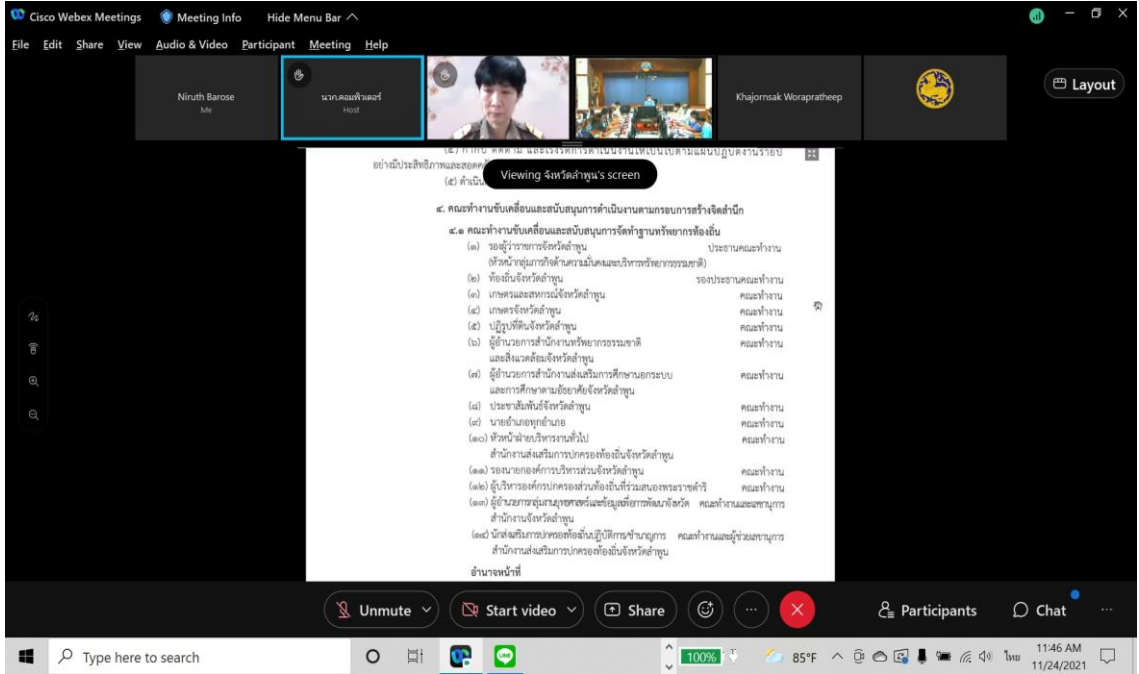 Cisco Webex Meetings Meeting Info Hide Menu Bar
File Edit Share View Audio & Video Participant Meeting Help
Niruth Barose
Me
นวก.คอมพิวเตอร์
Host
Khajornsak Worapratheep
Layout
อย่างมีประสิทธิภาพและสอดคล้
Viewing จังหวัดลำพูน's screen
(๕) ดำเนิน
๔. คณะทำงานขับเคลื่อนและสนับสนุนการดำเนินงานตามกรอบการสร้างจิตสำนึก
๔.๑ คณะทำงานขับเคลื่อนและสนับสนุนการจัดทำฐานทรัพยากรท้องถิ่น
(๑) รองผู้ว่าราชการจังหวัดลำพูน ประธานคณะทำงาน
(หัวหน้ากลุ่มภารกิจด้านความมั่นคงและบริหารทรัพยากรธรรมชาติ)
(๒) ท้องถิ่นจังหวัดลำพูน รองประธานคณะทำงาน
(๓) เกษตรและสหกรณ์จังหวัดลำพูน คณะทำงาน
(๔) เกษตรจังหวัดลำพูน คณะทำงาน
(๕) ปฏิรูปที่ดินจังหวัดลำพูน คณะทำงาน
(๖) ผู้อำนวยการสำนักงานทรัพยากรธรรมชาติ คณะทำงาน
และสิ่งแวดล้อมจังหวัดลำพูน
(๗) ผู้อำนวยการสำนักงานส่งเสริมการศึกษานอกระบบ คณะทำงาน
และการศึกษาตามอัธยาศัยจังหวัดลำพูน
(๘) ประชาสัมพันธ์จังหวัดลำพูน คณะทำงาน
(๙) นายอำเภอทุกอำเภอ คณะทำงาน
(๑๐) หัวหน้าฝ่ายบริหารงานทั่วไป คณะทำงาน
สำนักงานส่งเสริมการปกครองท้องถิ่นจังหวัดลำพูน
(๑๑) รองนายกองค์การบริหารส่วนจังหวัดลำพูน คณะทำงาน
(๑๒) ผู้บริหารองค์กรปกครองส่วนท้องถิ่นที่ร่วมสนองพระราชดำริ คณะทำงาน
(๑๓) ผู้อำนวยการกลุ่มงานยุทธศาสตร์และข้อมูลเพื่อการพัฒนาจังหวัด คณะทำงานและเลขานุการ
สำนักงานจังหวัดลำพูน
(๑๔) นักส่งเสริมการปกครองท้องถิ่นปฏิบัติการ/ชำนาญการ คณะทำงานและผู้ช่วยเลขานุการ
สำนักงานส่งเสริมการปกครองท้องถิ่นจังหวัดลำพูน
อำนาจหน้าที่
Unmute Start video Share Participants Chat
Type here to search LINE 100% 85°F ไทย 11:46 AM
11/24/2021